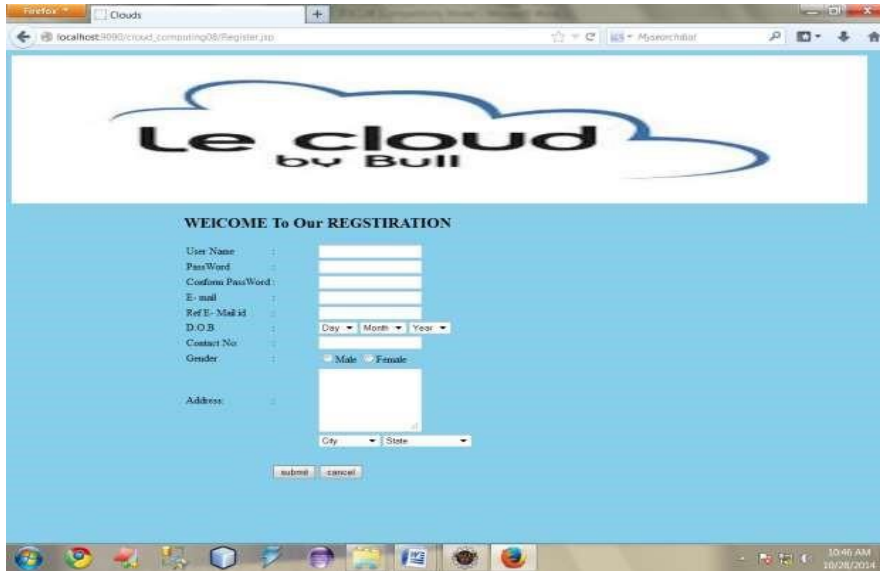 Firefox
Clouds
localhost:9090/cloud_computing08/Register.jsp
Mysearchdial
Le cloud
by Bull
WEICOME To Our REGSTIRATION
User Name :
PassWord :
Conform PassWord :
E- mail :
Ref E- Mail id :
D.O.B : Day Month Year
Contact No :
Gender : Male Female
Address: :
City State
submit cancel
10:46 AM
10/28/2014